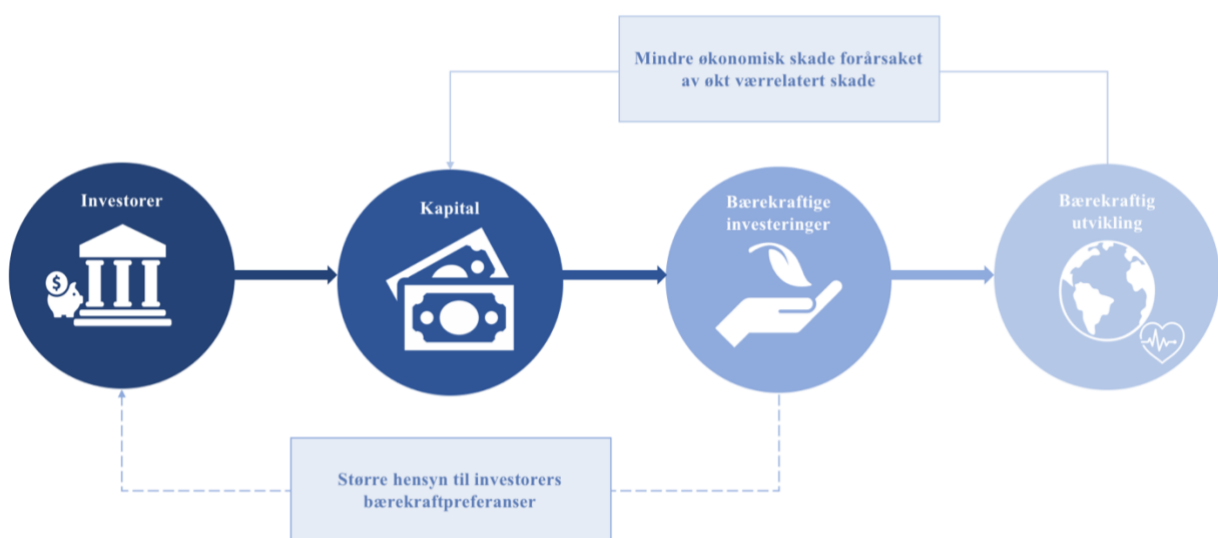 Mindre økonomisk skade forårsaket
av økt værrelatert skade
Investorer
$
Kapital
Bærekraftige
investeringer
Bærekraftig
utvikling
Større hensyn til investorers
bærekraftpreferanser